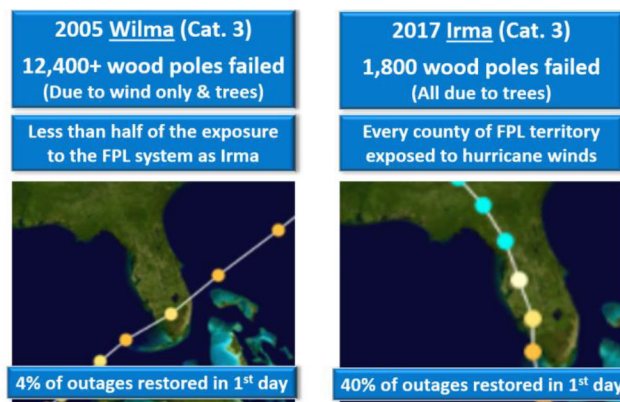 2005 Wilma (Cat. 3)
12,400+ wood poles failed
(Due to wind only & trees)
Less than half of the exposure
to the FPL system as Irma
4% of outages restored in 1st day
2017 Irma (Cat. 3)
1,800 wood poles failed
(All due to trees)
Every county of FPL territory
exposed to hurricane winds
40% of outages restored in 1st day